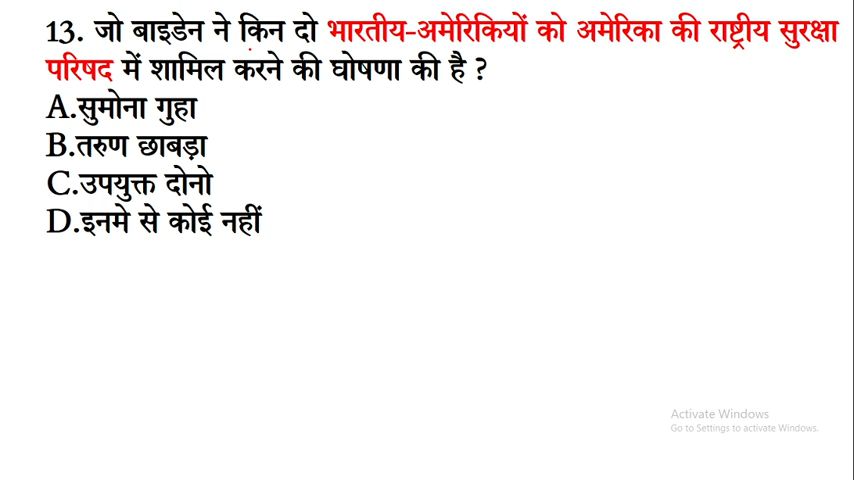 13. जो बाइडेन ने किन दो भारतीय-अमेरिकियों को अमेरिका की राष्ट्रीय सुरक्षा
परिषद में शामिल करने की घोषणा की है ?
A.सुमोना गुहा
B.तरुण छाबड़ा
C.उपयुक्त दोनो
D.इनमे से कोई नहीं
Activate Windows
Go to Settings to activate Windows.